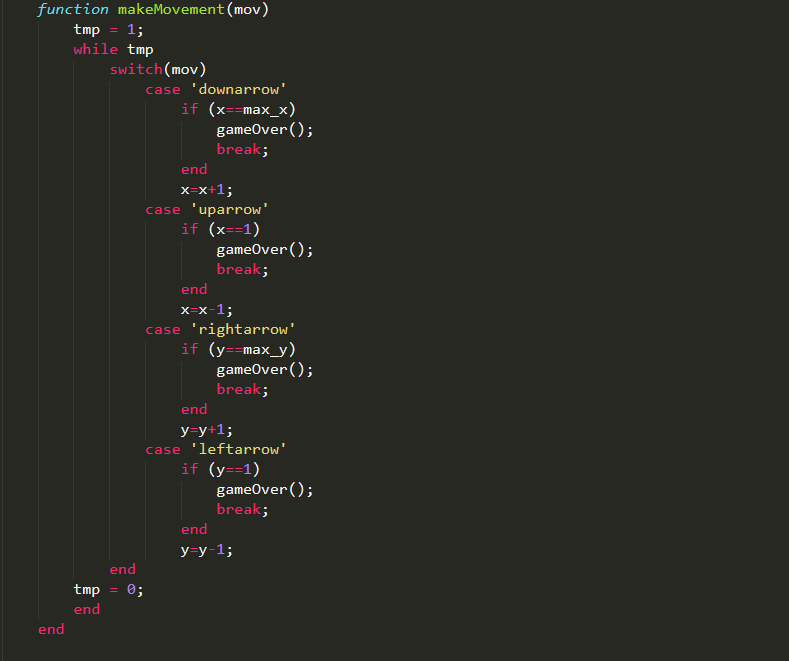 function makeMovement(mov)
    tmp = 1;
    while tmp
        switch(mov)
            case 'downarrow'
                if (x==max_x)
                    gameOver();
                    break;
                end
                x=x+1;
            case 'uparrow'
                if (x==1)
                    gameOver();
                    break;
                end
                x=x-1;
            case 'rightarrow'
                if (y==max_y)
                    gameOver();
                    break;
                end
                y=y+1;
            case 'leftarrow'
                if (y==1)
                    gameOver();
                    break;
                end
                y=y-1;
        end
    tmp = 0;
    end
end